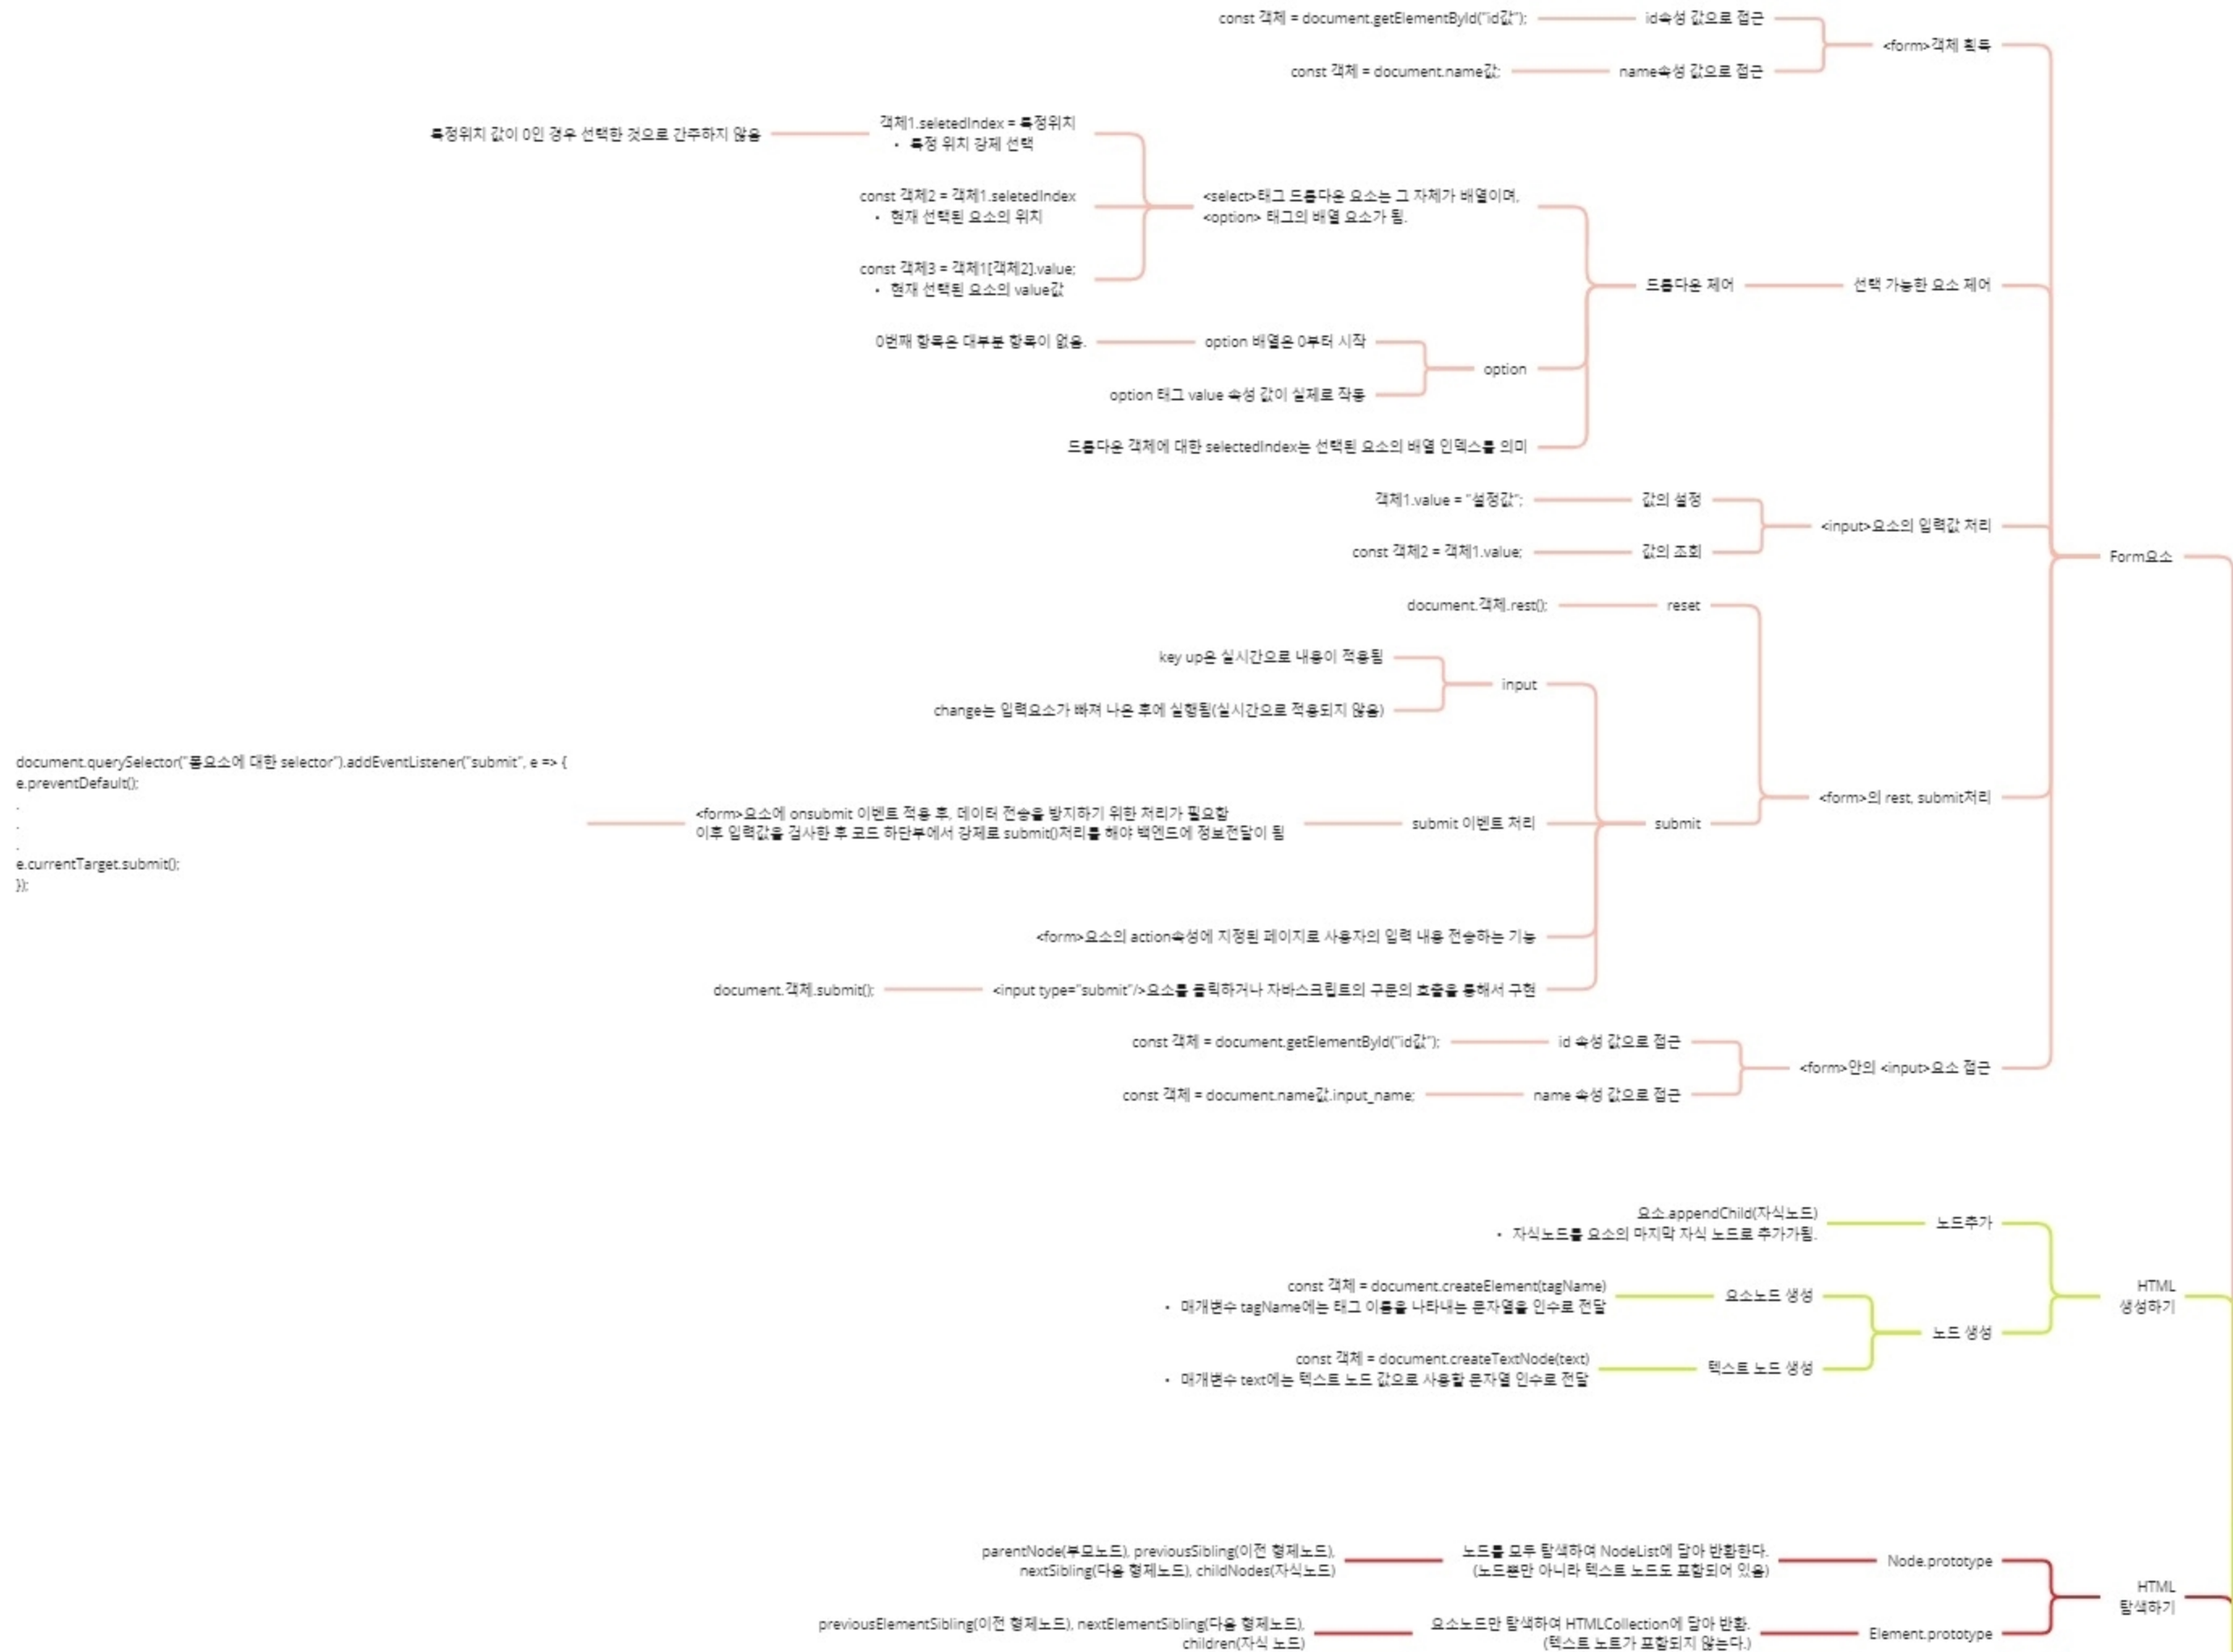 const 객체 = document.getElementById("id값");
id속성 값으로 접근
<form>객체 획득
const 객체 = document.name값;
name속성 값으로 접근
특정위치 값이 0인 경우 선택한 것으로 간주하지 않음
객체1.seletedIndex = 특정위치
• 특정 위치 강제 선택
const 객체2 = 객체1.seletedIndex
• 현재 선택된 요소의 위치
<select>태그 드롭다운 요소는 그 자체가 배열이며,
<option> 태그의 배열 요소가 됨.
const 객체3 = 객체1[객체2].value;
• 현재 선택된 요소의 value값
드롭다운 제어
선택 가능한 요소 제어
0번째 항목은 대부분 항목이 없음.
option 배열은 0부터 시작
option
option 태그 value 속성 값이 실제로 작동
드롭다운 객체에 대한 selectedIndex는 선택된 요소의 배열 인덱스를 의미
객체1.value = "설정값";
값의 설정
<input>요소의 입력값 처리
const 객체2 = 객체1.value;
값의 조회
Form요소
document.객체.rest();
reset
key up은 실시간으로 내용이 적용됨
input
change는 입력요소가 빠져 나온 후에 실행됨(실시간으로 적용되지 않음)
document.querySelector("폼요소에 대한 selector").addEventListener("submit", e => {
e.preventDefault();
.
.
.
e.currentTarget.submit();
});
<form>요소에 onsubmit 이벤트 적용 후, 데이터 전송을 방지하기 위한 처리가 필요함
이후 입력값을 검사한 후 코드 하단부에서 강제로 submit()처리를 해야 백엔드에 정보전달이 됨
submit 이벤트 처리
submit
<form>의 rest, submit처리
<form>요소의 action속성에 지정된 페이지로 사용자의 입력 내용 전송하는 기능
document.객체.submit();
<input type="submit"/>요소를 클릭하거나 자바스크립트의 구문의 호출을 통해서 구현
const 객체 = document.getElementById("id값");
id 속성 값으로 접근
<form>안의 <input>요소 접근
const 객체 = document.name값.input_name;
name 속성 값으로 접근
요소.appendChild(자식노드)
• 자식노드를 요소의 마지막 자식 노드로 추가가됨.
노드추가
const 객체 = document.createElement(tagName)
• 매개변수 tagName에는 태그 이름을 나타내는 문자열을 인수로 전달
요소노드 생성
HTML
생성하기
노드 생성
const 객체 = document.createTextNode(text)
• 매개변수 text에는 텍스트 노드 값으로 사용할 문자열 인수로 전달
텍스트 노드 생성
parentNode(부모노드), previousSibling(이전 형제노드),
nextSibling(다음 형제노드), childNodes(자식노드)
노드를 모두 탐색하여 NodeList에 담아 반환한다.
(노드뿐만 아니라 텍스트 노드도 포함되어 있음)
Node.prototype
HTML
탐색하기
previousElementSibling(이전 형제노드), nextElementSibling(다음 형제노드),
children(자식 노드)
요소노드만 탐색하여 HTMLCollection에 담아 반환.
(텍스트 노트가 포함되지 않는다.)
Element.prototype